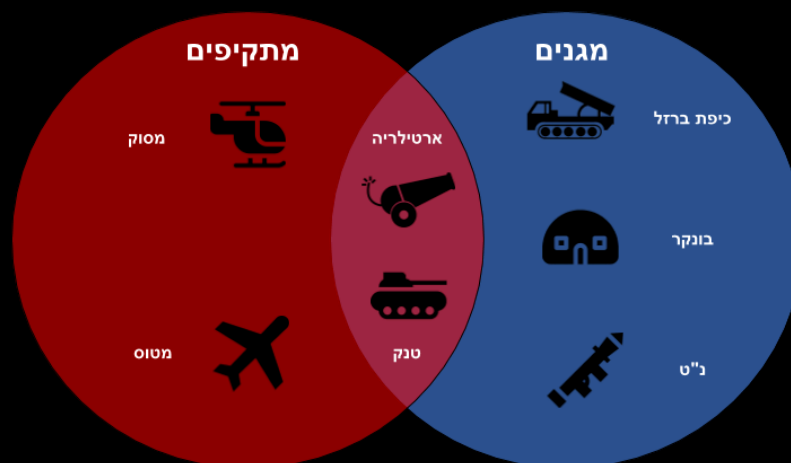 מגנים
כיפת ברזל
בונקר
נ"ט
ארטילריה
טנק
מתקיפים
מסוק
מטוס